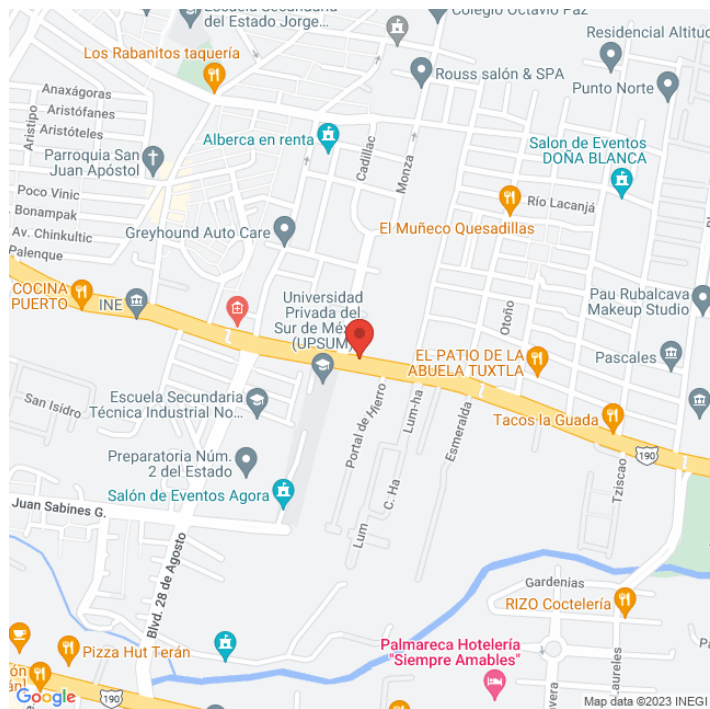 Escuela Secundaria
del Estado Jorge...
Colegio Octavio Paz
Los Rabanitos taquería
Residencial Altitud
Rouss salón & SPA
Punto Norte
Anaxágoras
Aristófanes
Aristóteles
Aristipo
Alberca en renta
Cadillac
Monza
Salon de Eventos
DOÑA BLANCA
Parroquia San
Juan Apóstol
Poco Vinic
Bonampak
Av. Chinkultic
Palenque
Río Lacanjá
El Muñeco Quesadillas
Greyhound Auto Care
COCINA
PUERTO
INE
Universidad
Privada del
Sur de Méx
(UPSUM)
Otoño
Pau Rubalcava
Makeup Studio
EL PATIO DE LA
ABUELA TUXTLA
Pascales
San Isidro
Escuela Secundaria
Técnica Industrial No...
Portal de Hierro
Lum-ha
Esmeralda
Tacos la Guada
190
Tziscao
Preparatoria Núm.
2 del Estado
Salón de Eventos Agora
C. Ha
Lum
Juan Sabines G.
Blvd. 28 de Agosto
Gardenias
RIZO Coctelería
Palmareca Hotelería
"Siempre Amables"
Laureles
Pizza Hut Terán
190
Google
Map data ©2023 INEGI